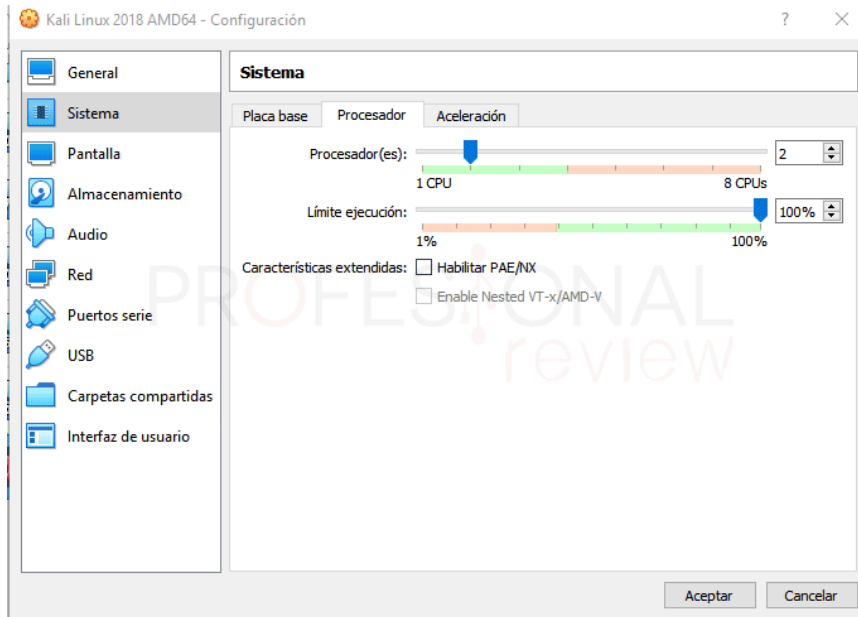 Kali Linux 2018 AMD64 - Configuración ?
General
Sistema
Pantalla
Almacenamiento
Audio
Red
Puertos serie
USB
Carpetas compartidas
Interfaz de usuario
Sistema
Placa base Procesador Aceleración
Procesador(es): 2
1 CPU 8 CPUs
Límite ejecución: 100%
1% 100%
Características extendidas: Habilitar PAE/NX
Enable Nested VT-x/AMD-V
PROFESIONAL
review
Aceptar Cancelar